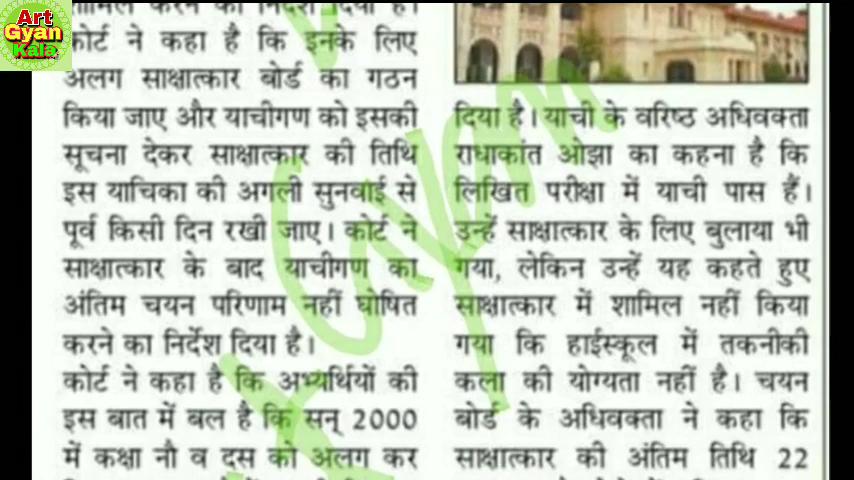 Art
Gyan
Kala
शामिल करने का निर्देश दिया है।
कोर्ट ने कहा है कि इनके लिए
अलग साक्षात्कार बोर्ड का गठन
किया जाए और याचीगण को इसकी
सूचना देकर साक्षात्कार की तिथि
इस याचिका की अगली सुनवाई से
पूर्व किसी दिन रखी जाए। कोर्ट ने
साक्षात्कार के बाद याचीगण का
अंतिम चयन परिणाम नहीं घोषित
करने का निर्देश दिया है।
कोर्ट ने कहा है कि अभ्यर्थियों की
इस बात में बल है कि सन् 2000
में कक्षा नौ व दस को अलग कर
दिया है। याची के वरिष्ठ अधिवक्ता
राधाकांत ओझा का कहना है कि
लिखित परीक्षा में याची पास हैं।
उन्हें साक्षात्कार के लिए बुलाया भी
गया, लेकिन उन्हें यह कहते हुए
साक्षात्कार में शामिल नहीं किया
गया कि हाईस्कूल में तकनीकी
कला की योग्यता नहीं है। चयन
बोर्ड के अधिवक्ता ने कहा कि
साक्षात्कार की अंतिम तिथि 22